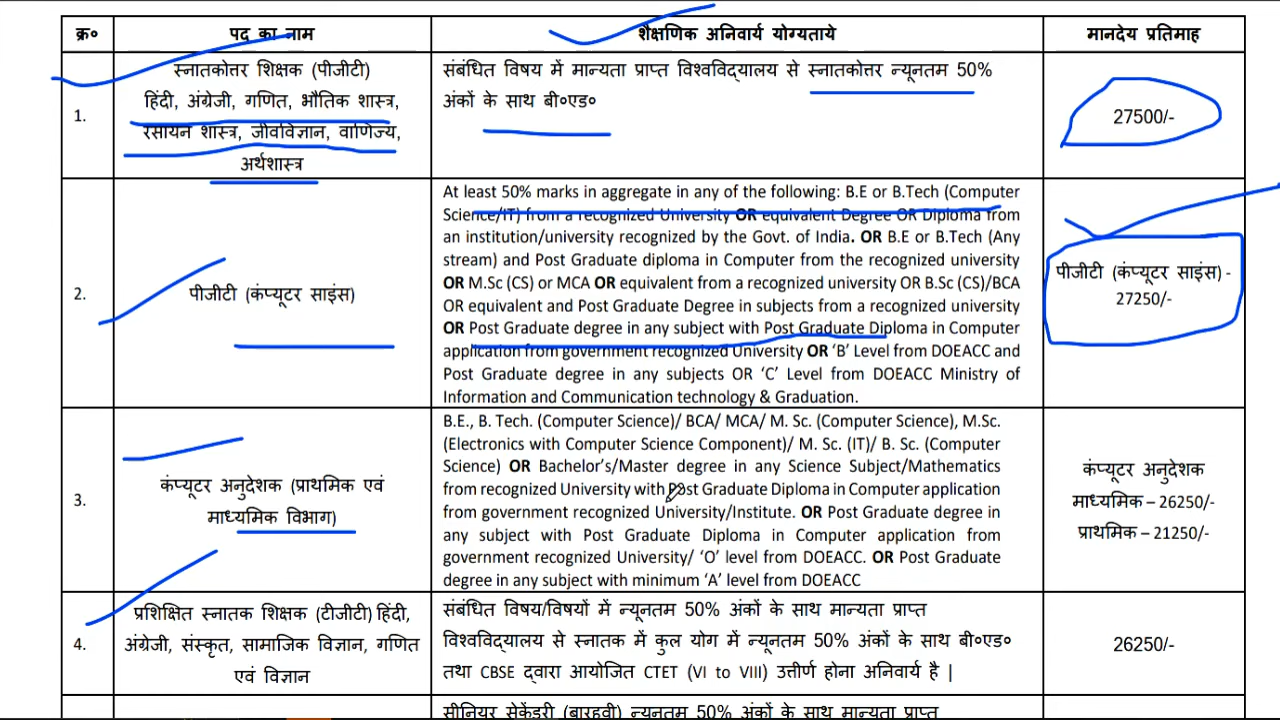 क्र० पद का नाम शैक्षणिक अनिवार्य योग्यताये मानदेय प्रतिमाह
1.
स्नातकोत्तर शिक्षक (पीजीटी)
हिंदी, अंग्रेजी, गणित, भौतिक शास्त्र,
रसायन शास्त्र, जीवविज्ञान, वाणिज्य,
अर्थशास्त्र
संबंधित विषय में मान्यता प्राप्त विश्वविद्यालय से स्नातकोत्तर न्यूनतम 50%
अंकों के साथ बी०एड०
27500/-
2.
पीजीटी (कंप्यूटर साइंस)
At least 50% marks in aggregate in any of the following: B.E or B.Tech (Computer
Science/IT) from a recognized University OR equivalent Degree OR Diploma from
an institution/university recognized by the Govt. of India. OR B.E or B.Tech (Any
stream) and Post Graduate diploma in Computer from the recognized university
OR M.Sc (CS) or MCA OR equivalent from a recognized university OR B.Sc (CS)/BCA
OR equivalent and Post Graduate Degree in subjects from a recognized university
OR Post Graduate degree in any subject with Post Graduate Diploma in Computer
application from government recognized University OR ‘B’ Level from DOEACC and
Post Graduate degree in any subjects OR ‘C’ Level from DOEACC Ministry of
Information and Communication technology & Graduation.
पीजीटी (कंप्यूटर साइंस) -
27250/-
3.
कंप्यूटर अनुदेशक (प्राथमिक एवं
माध्यमिक विभाग)
B.E., B. Tech. (Computer Science)/ BCA/ MCA/ M. Sc. (Computer Science), M.Sc.
(Electronics with Computer Science Component)/ M. Sc. (IT)/ B. Sc. (Computer
Science) OR Bachelor’s/Master degree in any Science Subject/Mathematics
from recognized University with Post Graduate Diploma in Computer application
from government recognized University/Institute. OR Post Graduate degree in
any subject with Post Graduate Diploma in Computer application from
government recognized University/ ‘O’ level from DOEACC. OR Post Graduate
degree in any subject with minimum ‘A’ level from DOEACC
कंप्यूटर अनुदेशक
माध्यमिक – 26250/-
प्राथमिक – 21250/-
4.
प्रशिक्षित स्नातक शिक्षक (टीजीटी) हिंदी,
अंग्रेजी, संस्कृत, सामाजिक विज्ञान, गणित
एवं विज्ञान
संबंधित विषय/विषयों में न्यूनतम 50% अंकों के साथ मान्यता प्राप्त
विश्वविद्यालय से स्नातक में कुल योग में न्यूनतम 50% अंकों के साथ बी०एड०
तथा CBSE द्वारा आयोजित CTET (VI to VIII) उत्तीर्ण होना अनिवार्य है |
26250/-
सीनियर सेकेंडरी (बारहवी) न्यूनतम 50% अंकों के साथ मान्यता प्राप्त